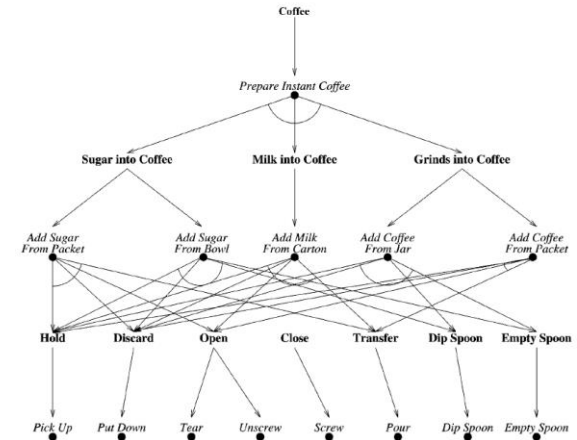 Coffee
Prepare Instant Coffee
Sugar into Coffee Milk into Coffee Grinds into Coffee
Add Sugar Add Sugar Add Milk Add Coffee Add Coffee
From Packet From Bowl From Carton From Jar From Packet
Hold Discard Open Close Transfer Dip Spoon Empty Spoon
Pick Up Put Down Tear Unscrew Screw Pour Dip Spoon Empty Spoon